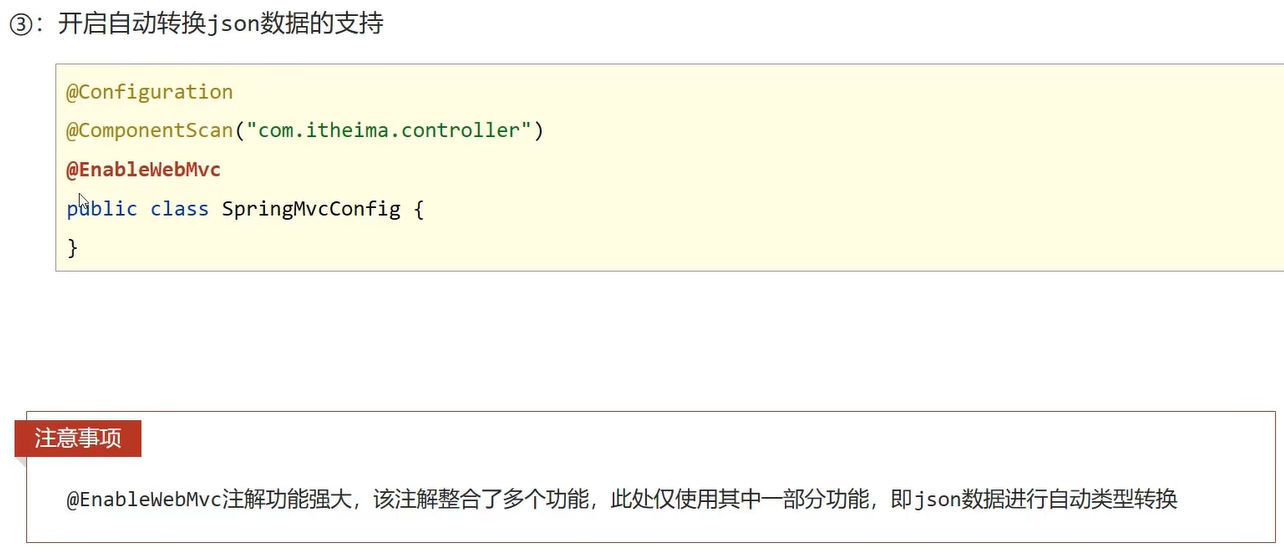 ③：开启自动转换json数据的支持
@Configuration
@ComponentScan("com.itheima.controller")
@EnableWebMvc
public class SpringMvcConfig {
}
注意事项
@EnableWebMvc注解功能强大，该注解整合了多个功能，此处仅使用其中一部分功能，即json数据进行自动类型转换